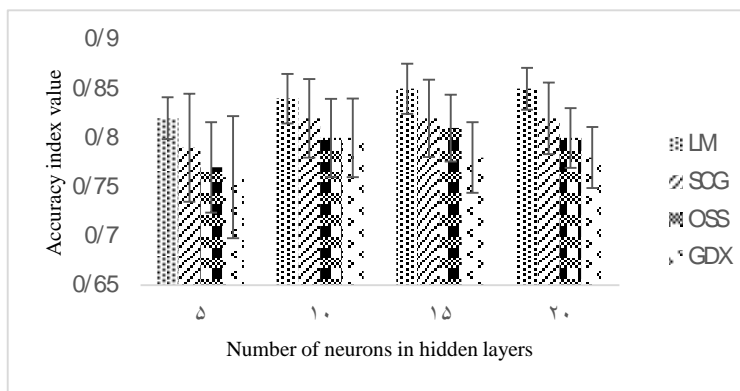 Accuracy index value
0/9
0/85
0/8
0/75
0/7
0/65
۵ ۱۰ ۱۵ ۲۰
Number of neurons in hidden layers
LM
SCG
OSS
GDX